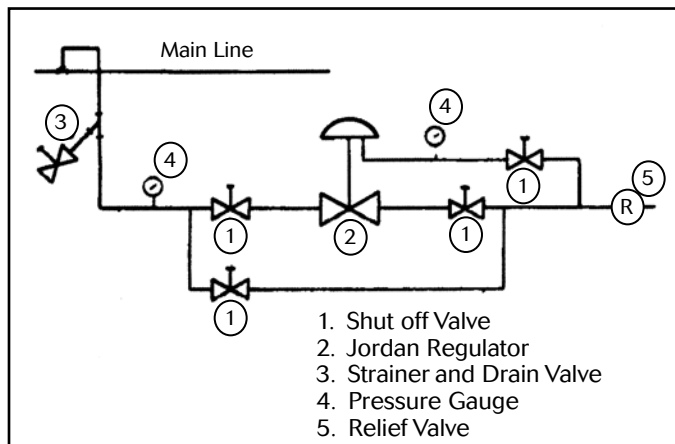 Main Line
4
3
4
1
5
R
1
2
1
1
1. Shut off Valve
2. Jordan Regulator
3. Strainer and Drain Valve
4. Pressure Gauge
5. Relief Valve